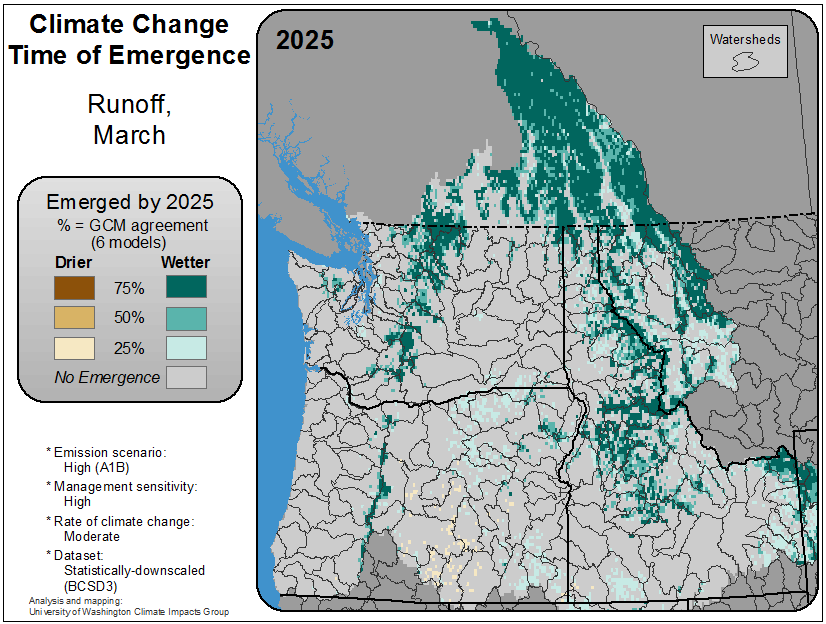 Climate Change
Time of Emergence
Runoff,
March
Emerged by 2025
% = GCM agreement
(6 models)
Drier Wetter
75%
50%
25%
No Emergence
* Emission scenario:
High (A1B)
* Management sensitivity:
High
* Rate of climate change:
Moderate
* Dataset:
Statistically-downscaled
(BCSD3)
Analysis and mapping:
University of Washington Climate Impacts Group
2025
Watersheds